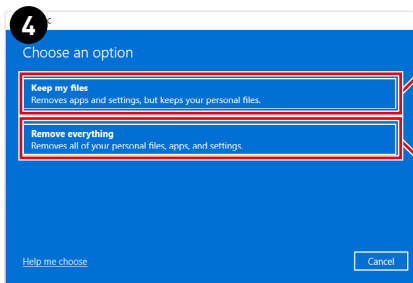 4
Choose an option
Keep my files
Removes apps and settings, but keeps your personal files.
Remove everything
Removes all of your personal files, apps, and settings.
Help me choose
Cancel